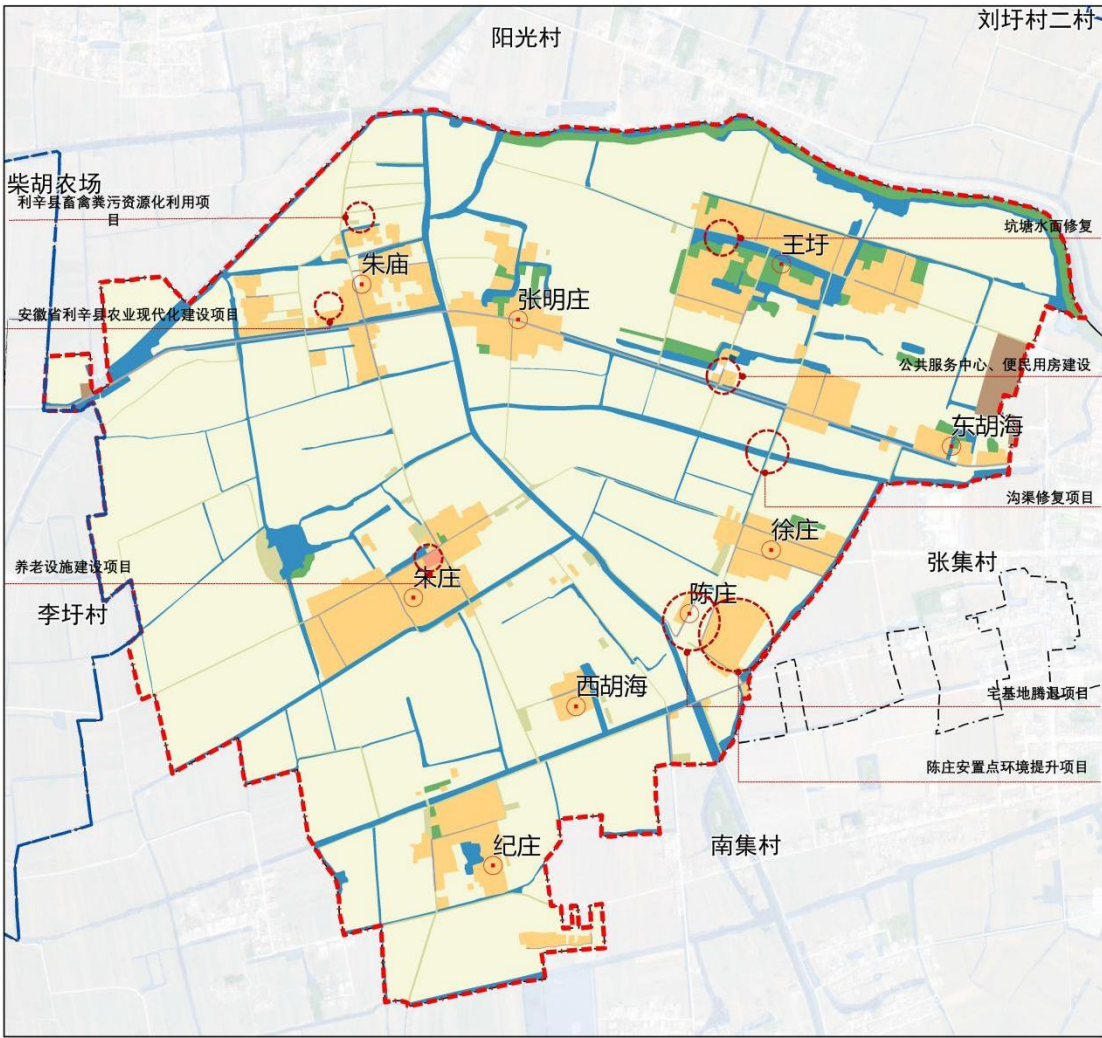 刘圩村二村
阳光村
柴胡农场
利辛县畜禽粪污资源化利用项
目
坑塘水面修复
王圩
朱庙
张明庄
安徽省利辛县农业现代化建设项目
公共服务中心、便民用房建设
东胡海
沟渠修复项目
徐庄
张集村
养老设施建设项目
朱庄
陈庄
李圩村
西胡海
宅基地腾退项目
陈庄安置点环境提升项目
纪庄
南集村